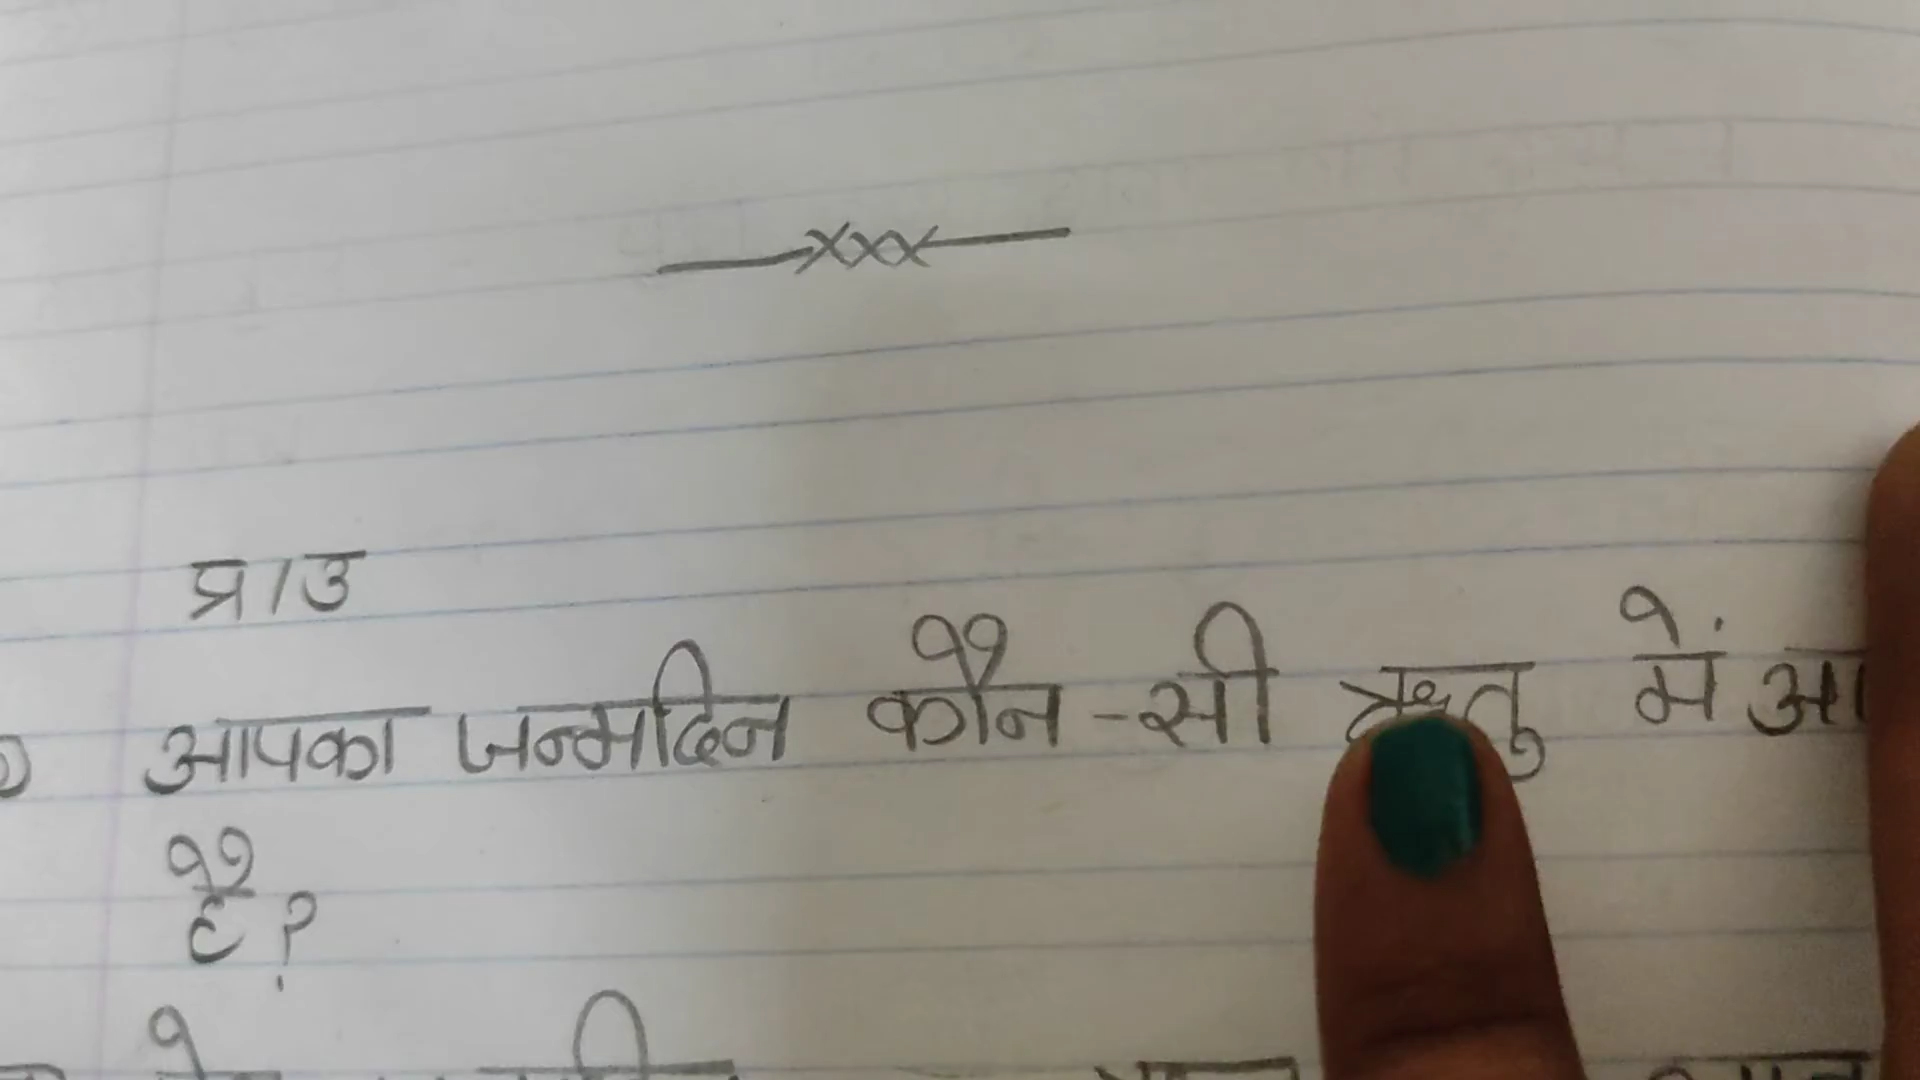 —xxx—
प्र/उ
आपका जन्मदिन कौन-सी ऋतु में
है?